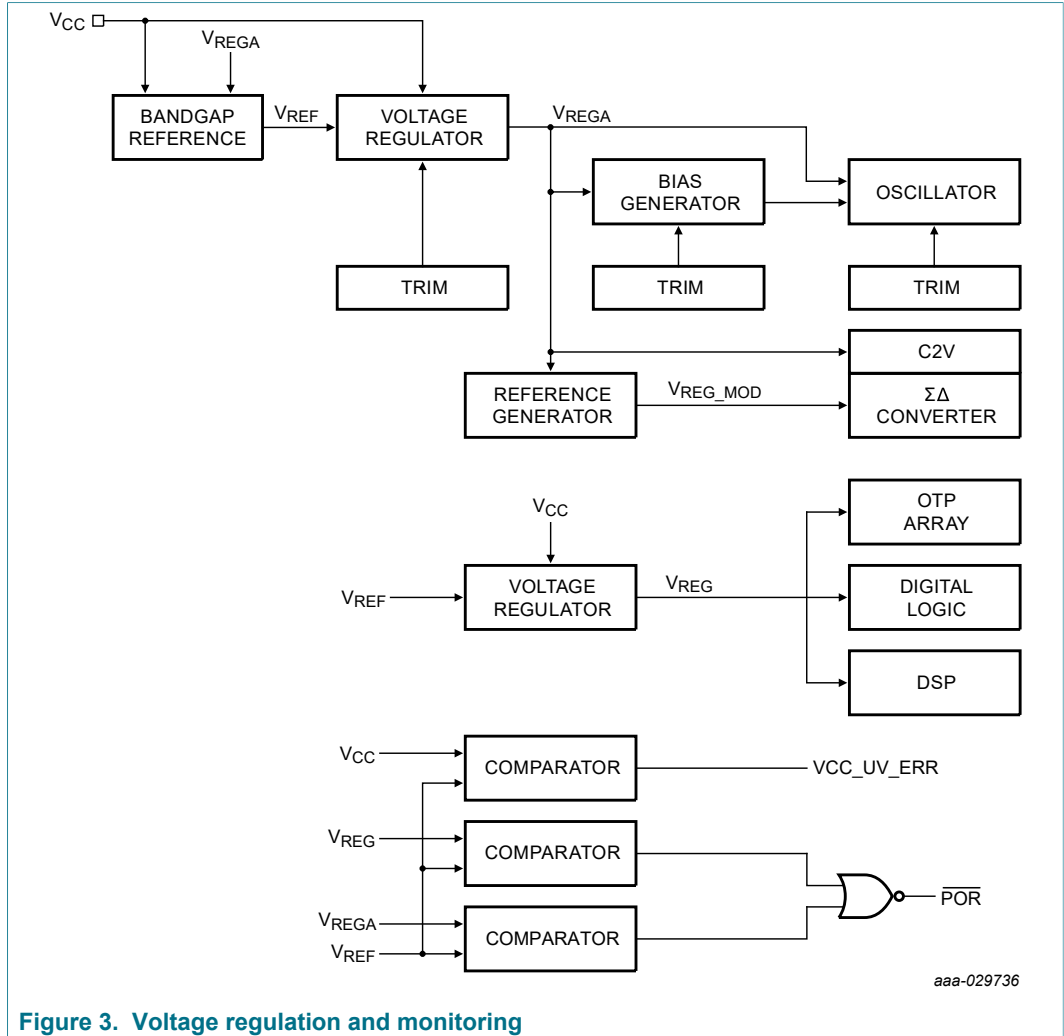 VCC
VREGA
BANDGAP
REFERENCE
VREF
VOLTAGE
REGULATOR
VREGA
BIAS
GENERATOR
OSCILLATOR
TRIM
TRIM
TRIM
C2V
REFERENCE
GENERATOR
VREG_MOD
ΣΔ
CONVERTER
VCC
OTP
ARRAY
VREF
VOLTAGE
REGULATOR
VREG
DIGITAL
LOGIC
DSP
VCC
COMPARATOR
VCC_UV_ERR
VREG
COMPARATOR
POR
VREGA
VREF
COMPARATOR
aaa-029736
Figure 3. Voltage regulation and monitoring